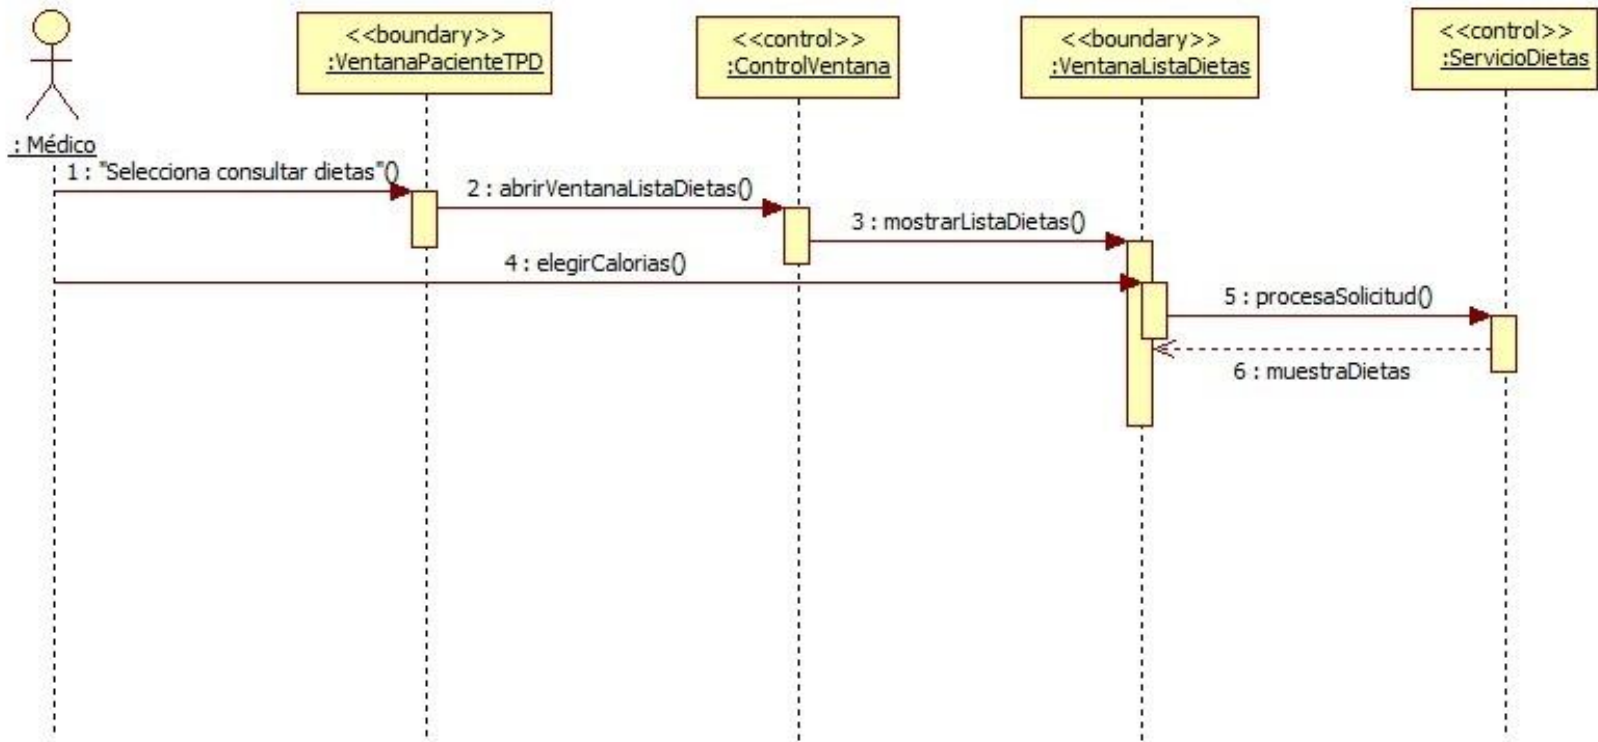 <<boundary>>
:VentanaPacienteTPD
<<control>>
:ControlVentana
<<boundary>>
:VentanaListaDietas
<<control>>
:ServicioDietas
: Médico
1 : "Selecciona consultar dietas"()
2 : abrirVentanaListaDietas()
3 : mostrarListaDietas()
4 : elegirCalorias()
5 : procesaSolicitud()
6 : muestraDietas